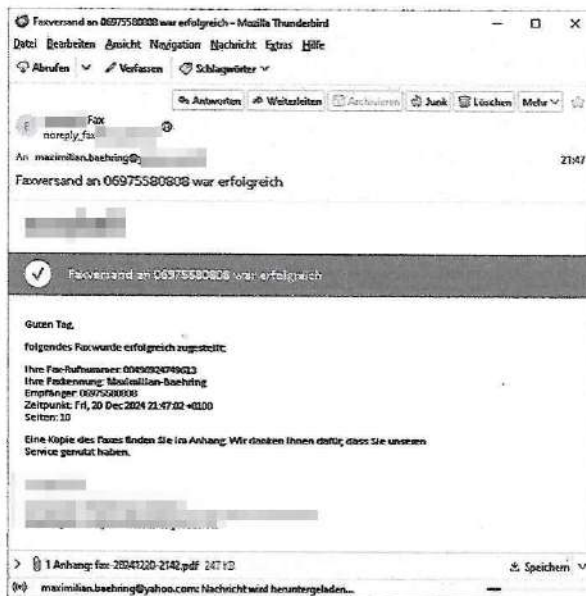 Faxversand an 06975580808 war erfolgreich – Mozilla Thunderbird
Datei Bearbeiten Ansicht Navigation Nachricht Extras Hilfe
Abrufen Verfassen Schlagwörter
Antworten Weiterleiten Archivieren Junk Löschen Mehr
Fax
noreply_fax
An maximilian.baehring@
21:47
Faxversand an 06975580808 war erfolgreich
Faxversand an 06975580808 war erfolgreich
Guten Tag,
folgendes Fax wurde erfolgreich zugestellt:
Ihre Fax-Rufnummer: 00496924749613
Ihre Faxkennung: Maximilian-Baehring
Empfänger: 06975580808
Zeitpunkt: Fri, 20 Dec 2024 21:47:02 +0100
Seiten: 10
Eine Kopie des Faxes finden Sie im Anhang. Wir danken Ihnen dafür, dass Sie unseren
Service genutzt haben.
1 Anhang: fax-20241220-2142.pdf 247 KB
Speichern
maximilian.baehring@yahoo.com: Nachricht wird heruntergeladen...